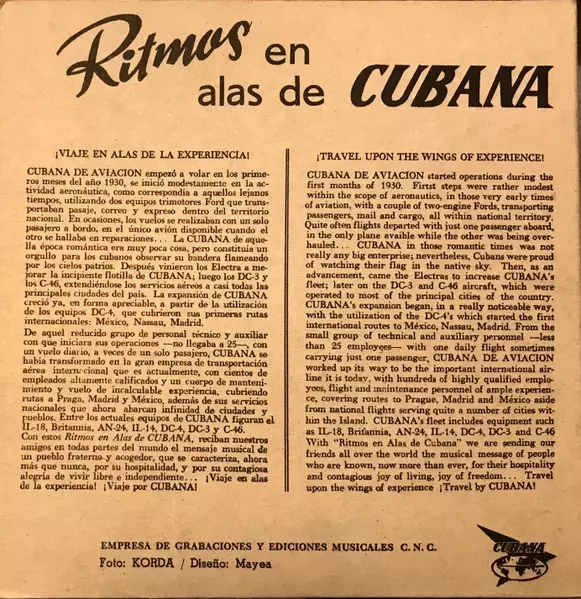 Ritmos en
alas de CUBANA
¡VIAJE EN ALAS DE LA EXPERIENCIA!
CUBANA DE AVIACION empezó a volar en los prime-
ros meses del año 1930, se inició modestamente en la ac-
tividad aeronáutica, como correspondía a aquellos lejanos
tiempos, utilizando dos equipos trimotores Ford que trans-
portaban pasaje, correo y expreso dentro del territorio
nacional. En ocasiones, los vuelos se realizaban con un solo
pasajero a bordo, en el único avión disponible cuando el
otro se hallaba en reparaciones... La CUBANA de aque-
lla época romántica era muy poca cosa, pero constituía un
orgullo para los cubanos observar su bandera flameando
por los cielos patrios. Después vinieron los Electra a me-
jorar la incipiente flotilla de CUBANA; luego los DC-3 y
los C-46, extendiéndose los servicios aéreos a casi todas las
principales ciudades del país. La expansión de CUBANA
creció ya, en forma apreciable, a partir de la utilización
de los equipos DC-4, que cubrieron sus primeras rutas
internacionales: México, Nassau, Madrid.
De aquel reducido grupo de personal técnico y auxiliar
con que iniciara sus operaciones —no llegaba a 25— con
un vuelo diario, a veces de un solo pasajero, CUBANA se
había transformado en la gran empresa de transportación
aérea internacional que es actualmente, con cientos de
empleados altamente calificados y un cuerpo de manteni-
miento y vuelo de incalculable experiencia, cubriendo
rutas a Praga, Madrid y México, además de sus servicios
nacionales que ahora abarcan infinidad de ciudades y
pueblos. Entre los actuales equipos de CUBANA figuran el
IL-18, Britannia, AN-24, IL-14, DC-4, DC-3 y C-46.
Con estos Ritmos en Alas de CUBANA, reciban nuestros
amigos en todas partes del mundo el mensaje musical de
un pueblo fraterno y acogedor, que se caracteriza, ahora
más que nunca, por su hospitalidad, y por su contagiosa
alegría de vivir libre e independiente... ¡Viaje en alas
de la experiencia! ¡Viaje por CUBANA!
¡TRAVEL UPON THE WINGS OF EXPERIENCE!
CUBANA DE AVIACION started operations during the
first months of 1930. Firtst steps were rather modest
within the scope of aeronautics, in those very early times
of aviation, with a couple of two-engine Fords, transporting
passengers, mail and cargo, all within national territory.
Quite often flights departed with just one passenger aboard,
in the only plane avaible while the other was being over-
hauled... CUBANA in those romantic times was not
really any big enterprise; nevertheless, Cubans were proud
of watching their flag in the native sky. Then, as an
advancement, came the Electras to increase CUBANA's
fleet; later on the DC-3 and C-46 aircraft, which were
operated to most of the principal cities of the country.
CUBANA's expansion began, in a really noticeable way,
with the utilization of the DC-4's which started the first
international routes to México, Nassau, Madrid. From the
small group of technical and auxiliary personnel —less
than 25 employees— with one daily flight sometimes
carrying just one passenger, CUBANA DE AVIACION
worked up its way to be the important international air-
line it is today, with hundreds of highly qualified emplo-
yoes, flight and maintenance personnel of ample experien-
ce, covering routes to Prague, Madrid and México aside
from national flights serving quite a number of cities with-
in the Island. CUBANA's fleet includes equipment such
as IL-18, Britannia, AN-24, IL-14, DC-4, DC-3 and C-46
With "Ritmos en Alas de Cubana" we are sending our
friends all over the world the musical message of people
who are known, now more than ever, for their hospitality
and contagious joy of living, joy of freedom... Travel
upon the wings of experience ¡Travel by CUBANA!
EMPRESA DE GRABACIONES Y EDICIONES MUSICALES C. N. C.
Foto: KORDA / Diseño: Mayea
CUBANA